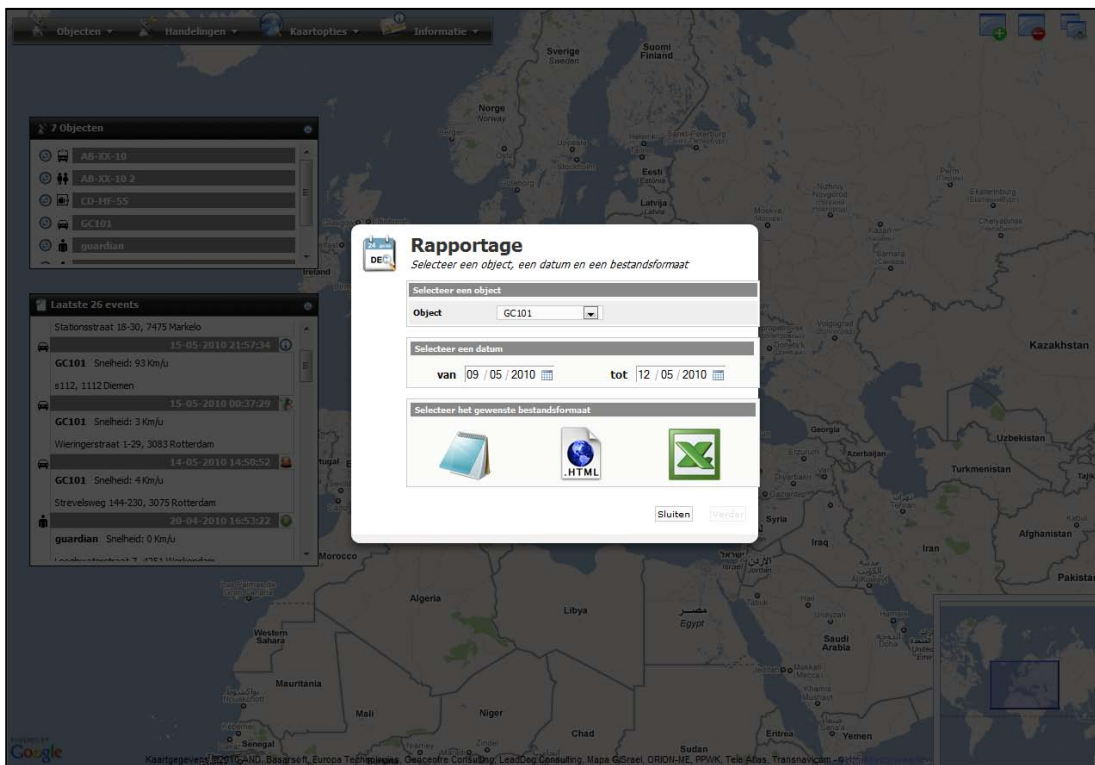 Objecten
Handelingen
Kaartopties
Informatie
Sverige
Sweden
Suomi
Finland
Norge
Norway
Oslo
Eesti
Latvija
7 Objecten
AB-XX-10
AB-XX-10 2
CD-MF-55
GC101
guardian
Laatste 26 events
Stationsstraat 18-30, 7475 Markelo
15-05-2010 21:57:34
GC101 Snelheid: 93 Km/u
s112, 1112 Diemen
15-05-2010 00:37:29
GC101 Snelheid: 3 Km/u
Wieringerstraat 1-29, 3083 Rotterdam
14-05-2010 14:50:52
GC101 Snelheid: 4 Km/u
Strevelsweg 144-230, 3075 Rotterdam
20-04-2010 16:53:22
guardian Snelheid: 0 Km/u
Rapportage
Selecteer een object, een datum en een bestandsformaat
Selecteer een object
Object GC101
Selecteer een datum
van 09 / 05 / 2010 tot 12 / 05 / 2010
Selecteer het gewenste bestandsformaat
.HTML
Sluiten Verder
Ireland
Kazakhstan
Georgia
Azerbaijan
Uzbekistan
Turkmenistan
Afghanistan
Syria
Iraq
Iran
Pakistan
Morocco
Algeria
Libya
مصر
Egypt
Western
Sahara
Saudi
Arabia
Mauritania
Mali
Niger
Chad
Sudan
Eritrea
Yemen
Senegal
Google